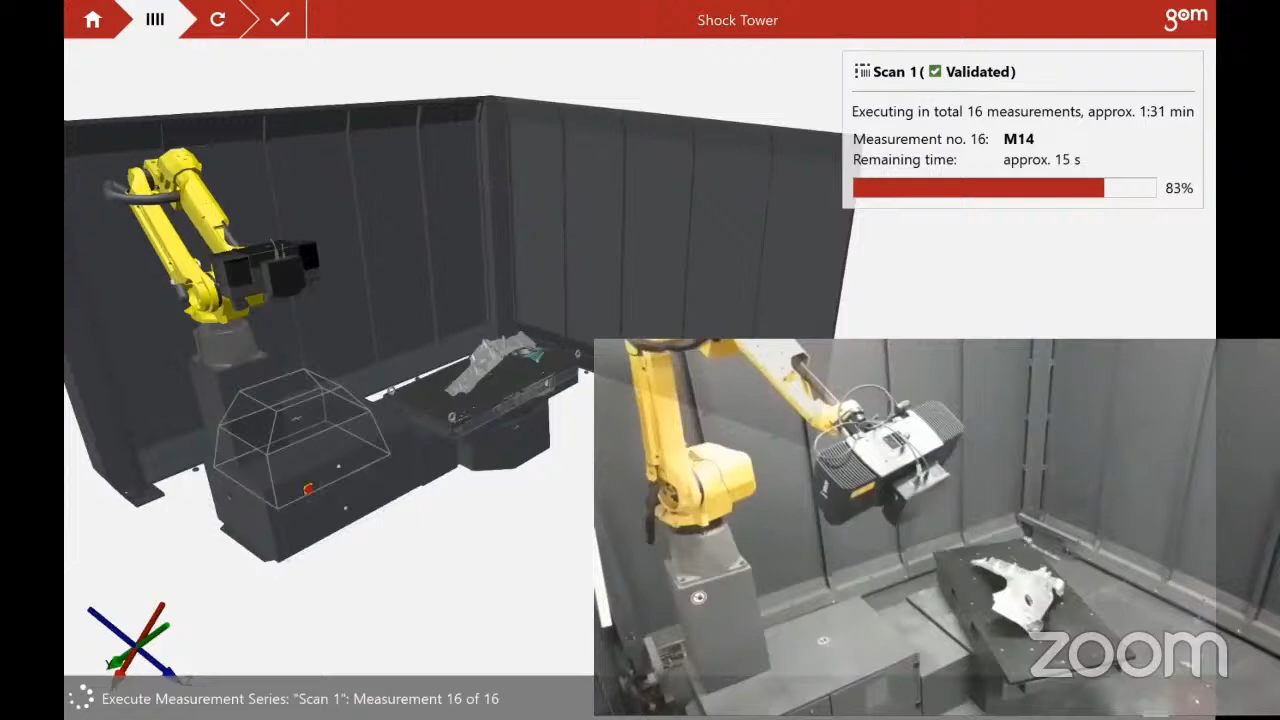 Shock Tower
gom
Scan 1 ( Validated)
Executing in total 16 measurements, approx. 1:31 min
Measurement no. 16: M14
Remaining time: approx. 15 s
83%
zoom
Execute Measurement Series: "Scan 1": Measurement 16 of 16